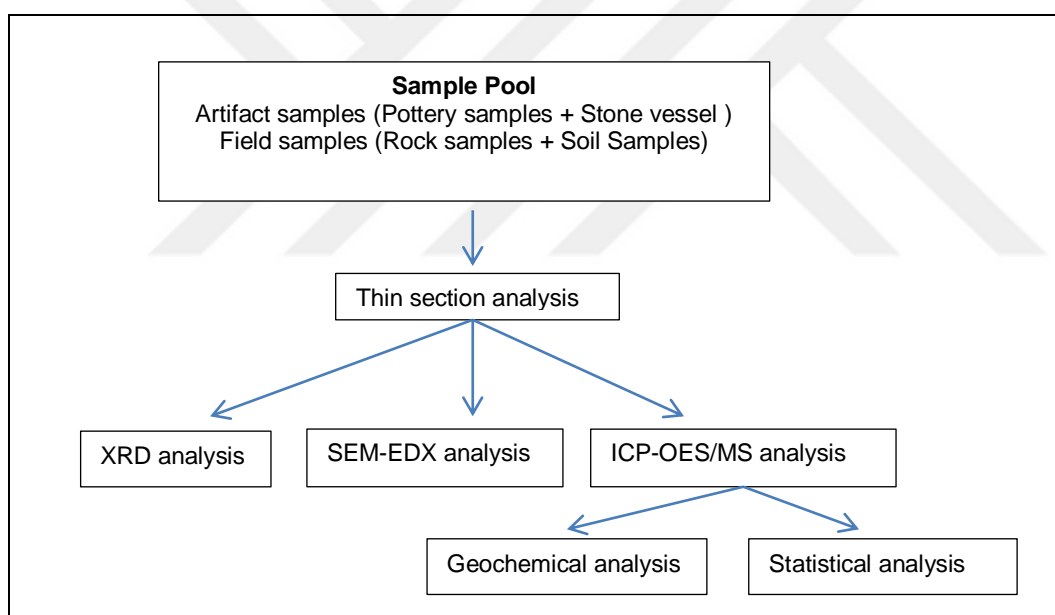 Sample Pool
Artifact samples (Pottery samples + Stone vessel )
Field samples (Rock samples + Soil Samples)
Thin section analysis
XRD analysis
SEM-EDX analysis
ICP-OES/MS analysis
Geochemical analysis
Statistical analysis